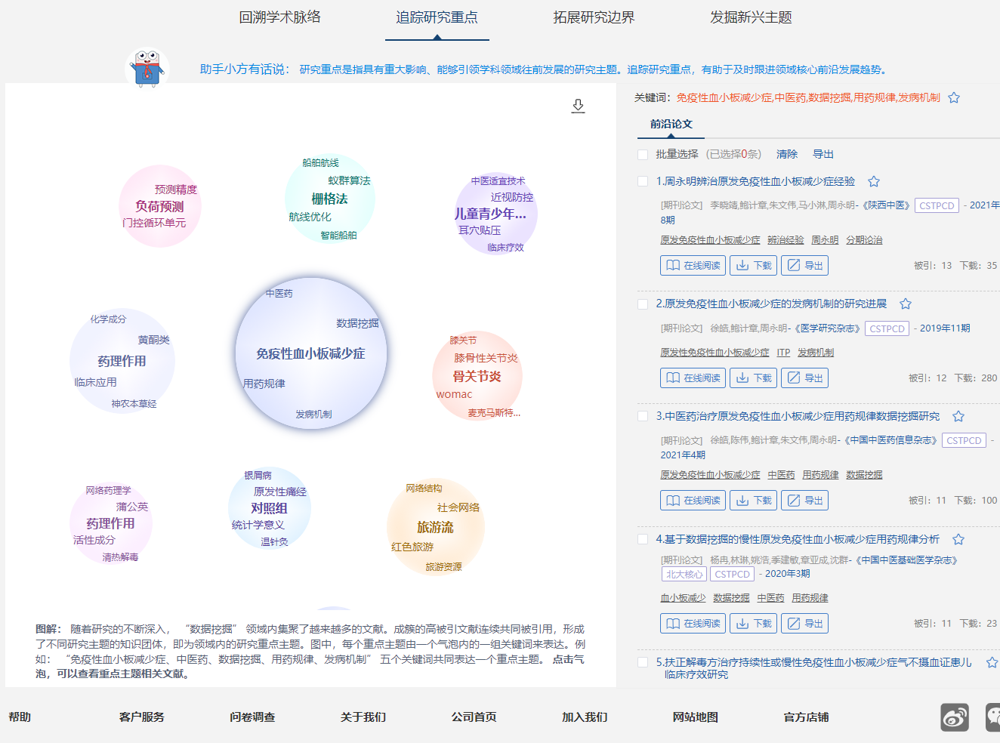 回溯学术脉络 追踪研究重点 拓展研究边界 发掘新兴主题
助手小方有话说： 研究重点是指具有重大影响、能够引领学科领域往前发展的研究主题。追踪研究重点，有助于及时跟进领域核心前沿发展趋势。
预测精度
负荷预测
门控循环单元
船舶航线
蚁群算法
栅格法
航线优化
智能船舶
中医适宜技术
近视防控
儿童青少年...
耳穴贴压
临床疗效
化学成分
黄酮类
药理作用
临床应用
神农本草经
中医药
数据挖掘
免疫性血小板减少症
用药规律
发病机制
膝关节
膝骨性关节炎
骨关节炎
womac
麦克马斯特...
网络药理学
蒲公英
药理作用
活性成分
清热解毒
银屑病
原发性痛经
对照组
统计学意义
温针灸
网络结构
社会网络
旅游流
红色旅游
旅游资源
图解： 随着研究的不断深入， “数据挖掘” 领域内集聚了越来越多的文献。成簇的高被引文献连续共同被引用，形成
了不同研究主题的知识团体，即为领域内的研究重点主题。图中，每个重点主题由一个气泡内的一组关键词来表达。例
如： “免疫性血小板减少症、中医药、数据挖掘、用药规律、发病机制” 五个关键词共同表达一个重点主题。 点击气
泡，可以查看重点主题相关文献。
关键词： 免疫性血小板减少症,中医药,数据挖掘,用药规律,发病机制
前沿论文
批量选择 (已选择0条) 清除 导出
1.周永明辨治原发免疫性血小板减少症经验
[期刊论文] 李晓靖,鲍计章,朱文伟,马小淋,周永明-《陕西中医》 CSTPCD - 2021年
8期
原发免疫性血小板减少症 辨治经验 周永明 分期论治
在线阅读 下载 导出 被引：13 下载：35
2.原发免疫性血小板减少症的发病机制的研究进展
[期刊论文] 徐皓,鲍计章,周永明-《医学研究杂志》 CSTPCD - 2019年11期
原发性免疫性血小板减少症 ITP 发病机制
在线阅读 下载 导出 被引：12 下载：280
3.中医药治疗原发免疫性血小板减少症用药规律数据挖掘研究
[期刊论文] 徐皓,陈伟,鲍计章,朱文伟,周永明-《中国中医药信息杂志》 CSTPCD -
2021年4期
原发免疫性血小板减少症 中医药 用药规律 数据挖掘
在线阅读 下载 导出 被引：11 下载：100
4.基于数据挖掘的慢性原发免疫性血小板减少症用药规律分析
[期刊论文] 杨冉,林琳,姚浩,季建敏,章亚成,沈群-《中国中医基础医学杂志》
北大核心 CSTPCD - 2020年3期
血小板减少 数据挖掘 中医药 用药规律
在线阅读 下载 导出 被引：11 下载：23
5.扶正解毒方治疗持续性或慢性免疫性血小板减少症气不摄血证患儿
临床疗效研究
帮助 客户服务 问卷调查 关于我们 公司首页 加入我们 网站地图 官方店铺